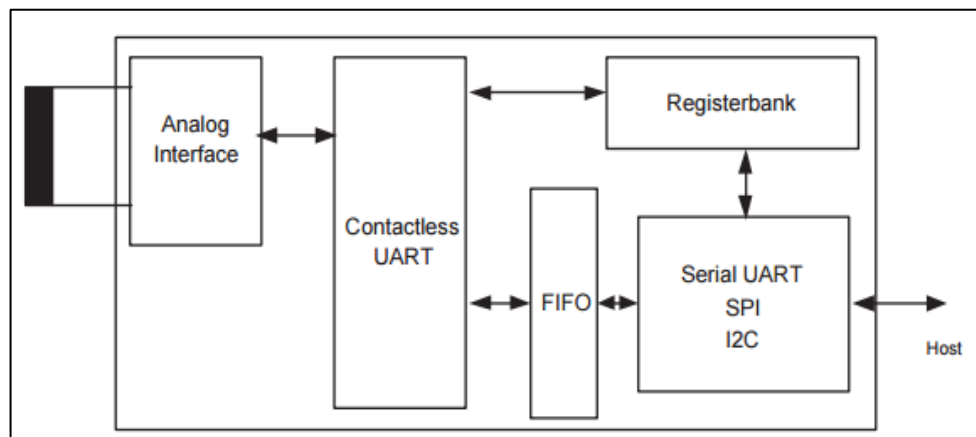 Analog
Interface
Contactless
UART
Registerbank
FIFO
Serial UART
SPI
I2C
Host